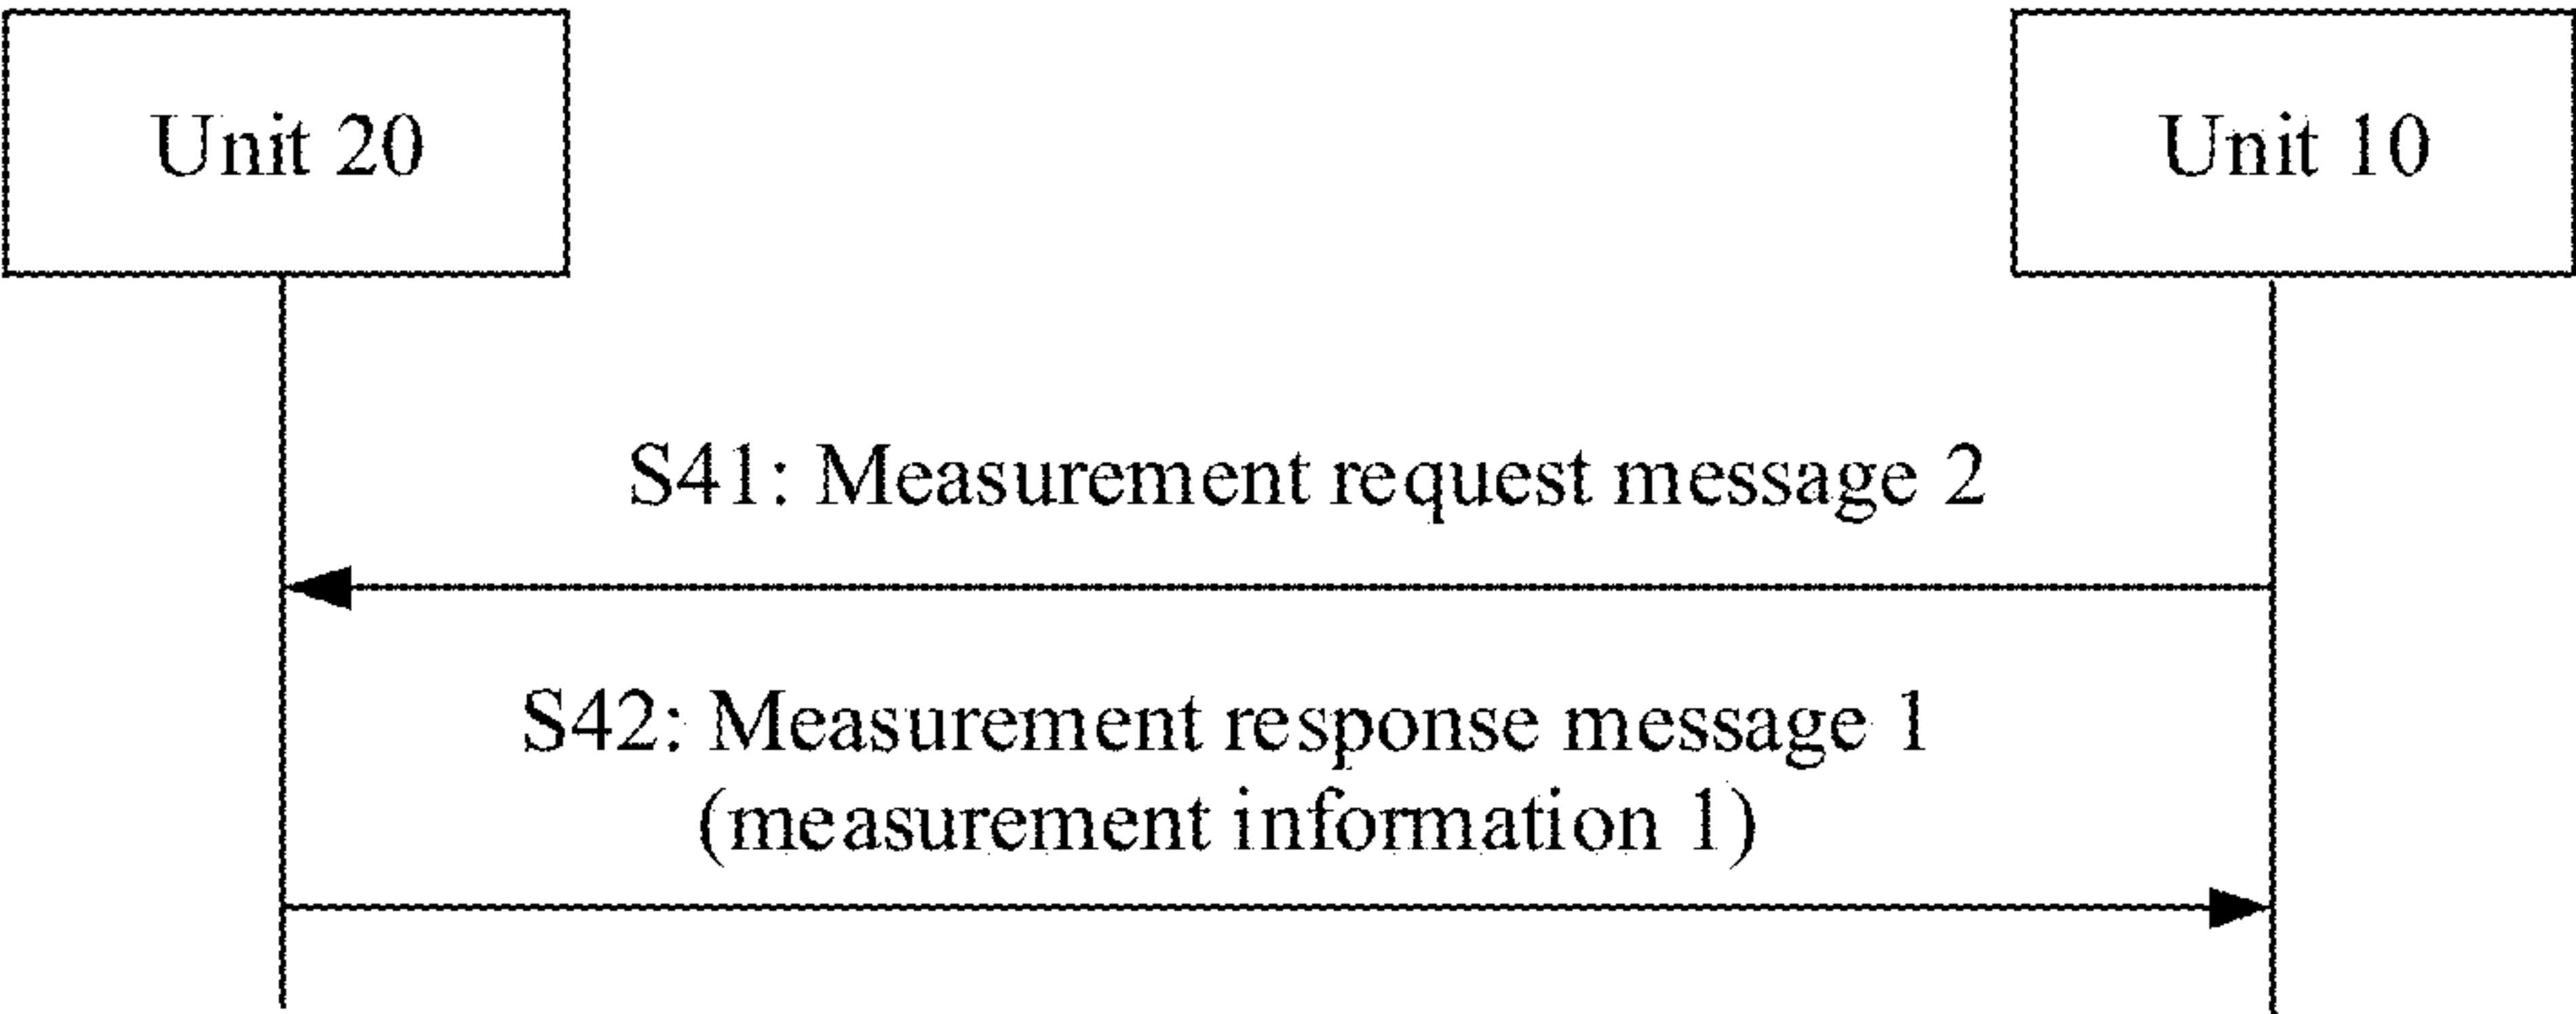 Unit 20
Unit 10
S41: Measurement request message 2
S42: Measurement response message 1
(measurement information 1)